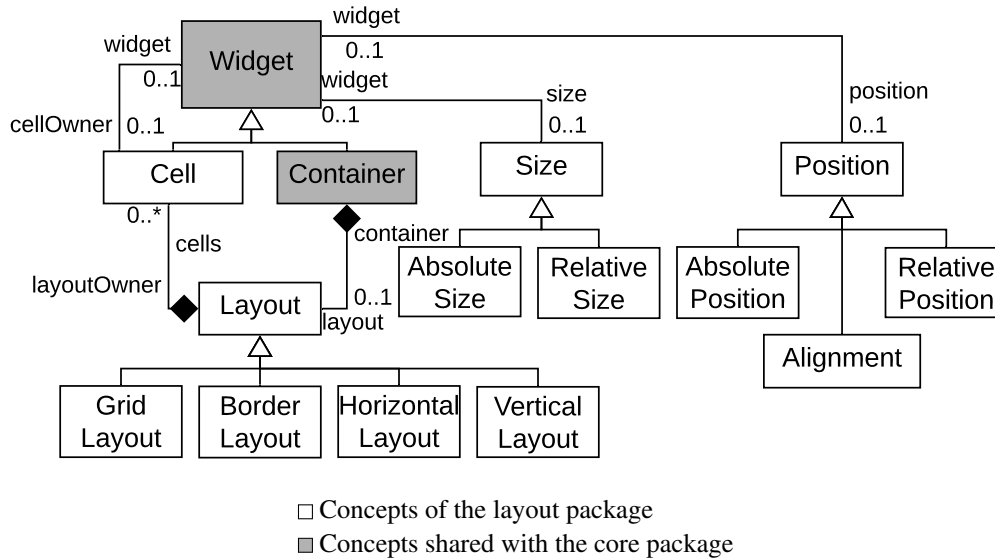 widget
widget
Widget
0..1
0..1
widget
0..1
size
position
cellOwner
0..1
0..1
0..1
Cell
Container
Size
Position
0..*
cells
container
layoutOwner
Absolute
Size
Relative
Size
Absolute
Position
Relative
Position
Layout
0..1
layout
Alignment
Grid
Layout
Border
Layout
Horizontal
Layout
Vertical
Layout
Concepts of the layout package
Concepts shared with the core package